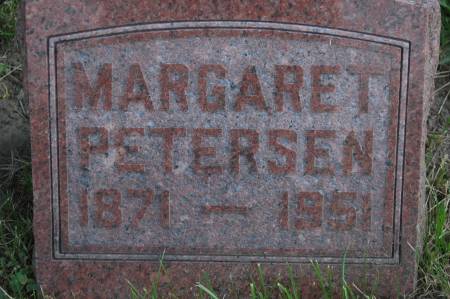 MARGARET
PETERSEN
1871 — 1951